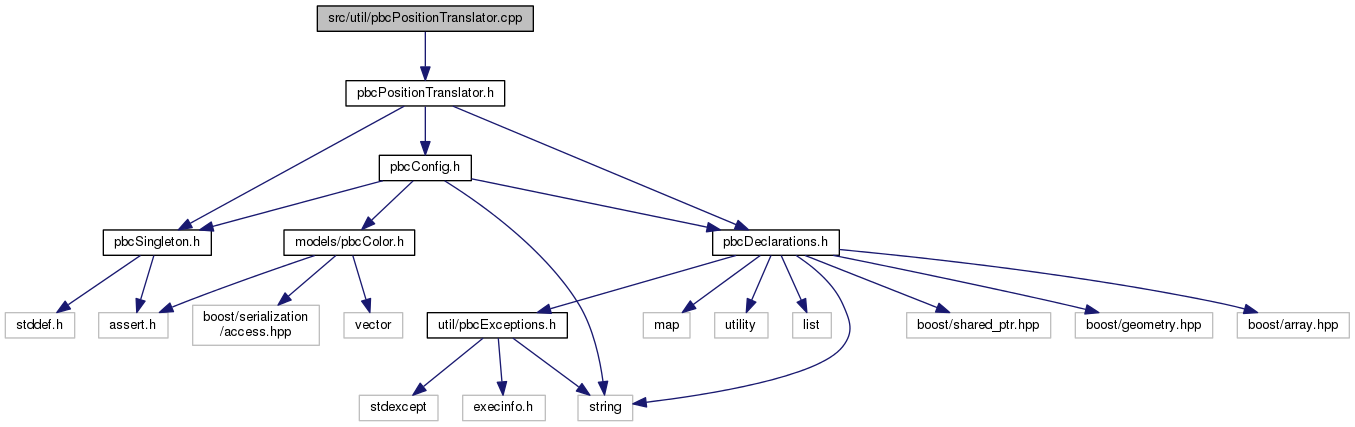 src/util/pbcPositionTranslator.cpp
pbcPositionTranslator.h
pbcConfig.h
pbcSingleton.h
models/pbcColor.h
pbcDeclarations.h
stddef.h
assert.h
boost/serialization
/access.hpp
vector
util/pbcExceptions.h
map
utility
list
boost/shared_ptr.hpp
boost/geometry.hpp
boost/array.hpp
stdexcept
execinfo.h
string